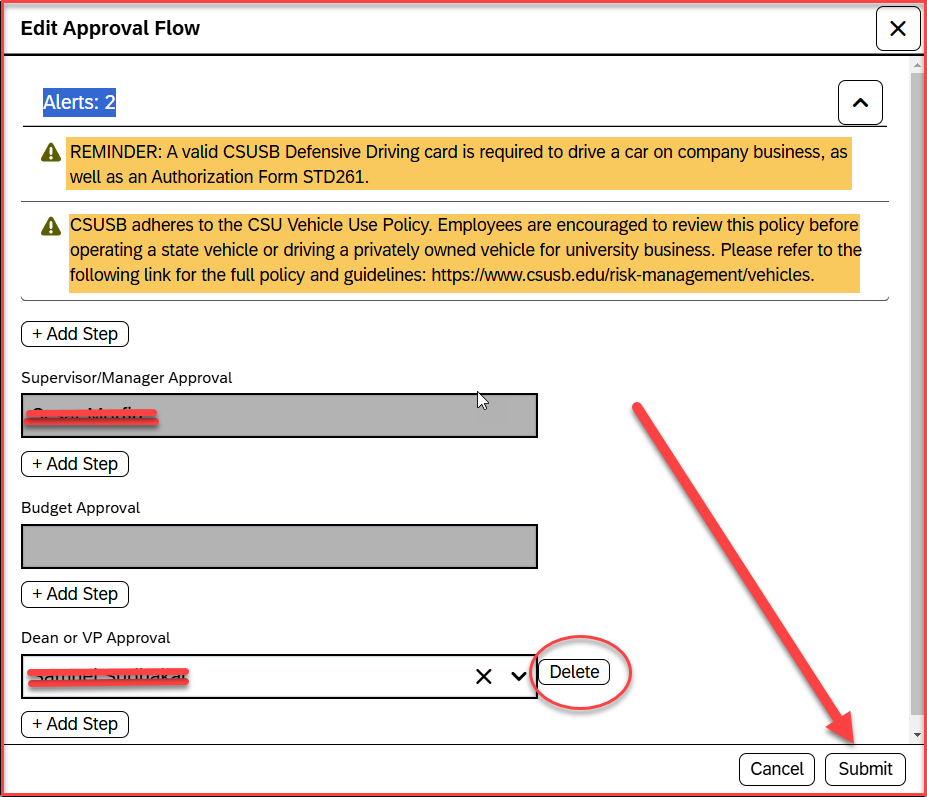 Edit Approval Flow
Alerts: 2
REMINDER: A valid CSUSB Defensive Driving card is required to drive a car on company business, as
well as an Authorization Form STD261.
CSUSB adheres to the CSU Vehicle Use Policy. Employees are encouraged to review this policy before
operating a state vehicle or driving a privately owned vehicle for university business. Please refer to the
following link for the full policy and guidelines: https://www.csusb.edu/risk-management/vehicles.
+ Add Step
Supervisor/Manager Approval
+ Add Step
Budget Approval
+ Add Step
Dean or VP Approval
Delete
+ Add Step
Cancel Submit